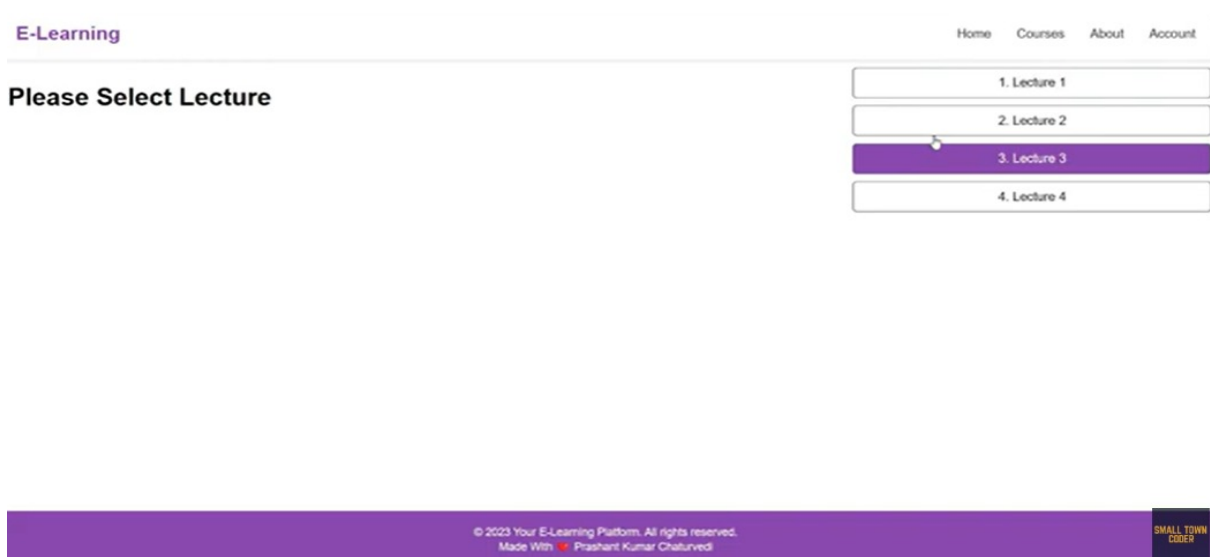 E-Learning
Home Courses About Account
Please Select Lecture
1. Lecture 1
2. Lecture 2
3. Lecture 3
4. Lecture 4
© 2023 Your E-Learning Platform. All rights reserved.
Made With ❤️ Prashant Kumar Chaturvedi
SMALL TOWN
CODER